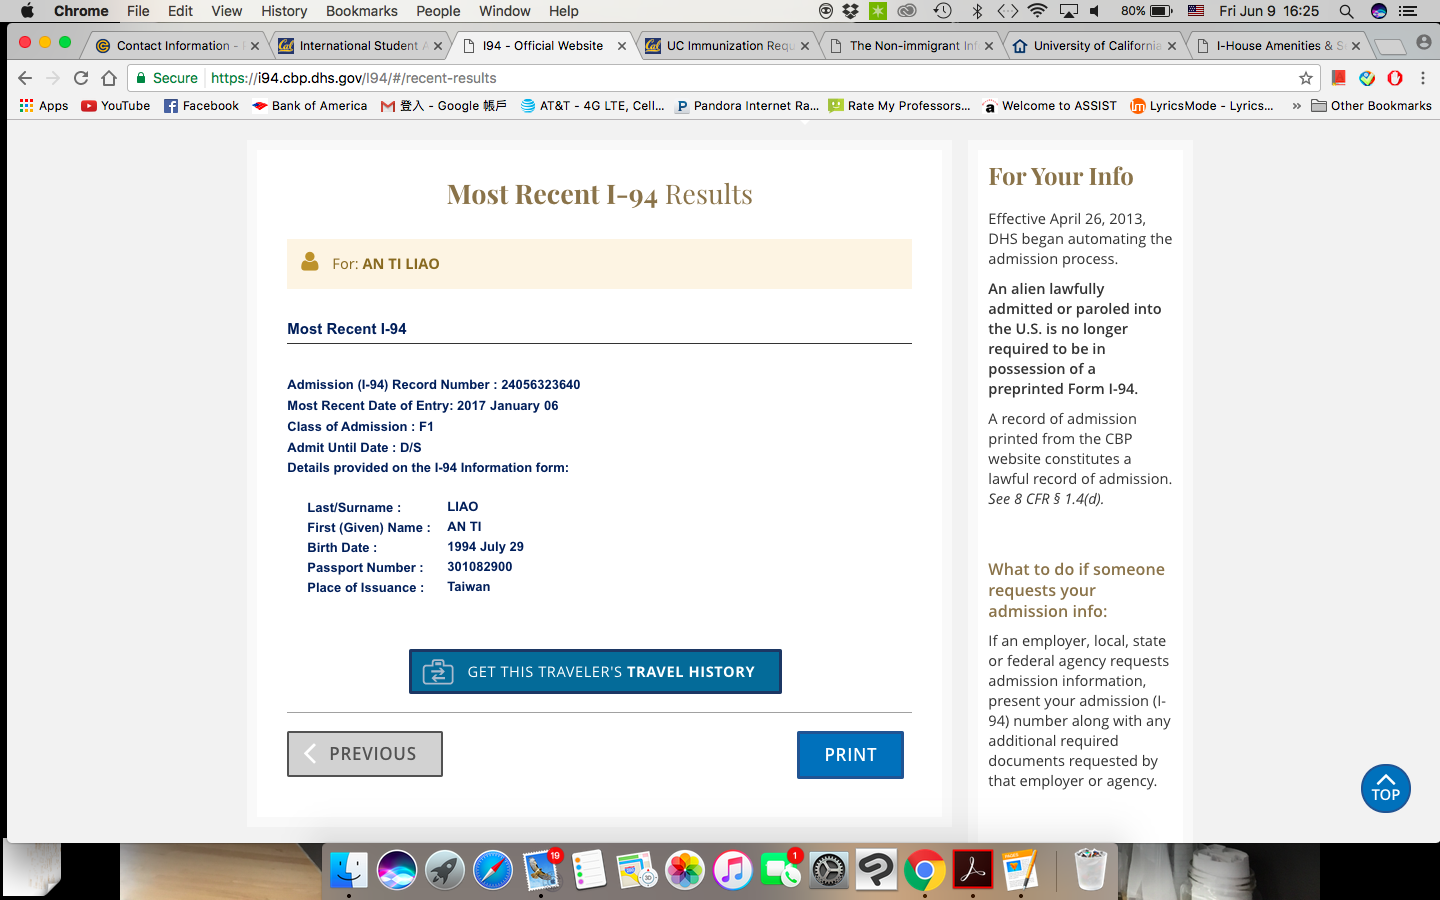 Chrome File Edit View History Bookmarks People Window Help 80% Fri Jun 9 16:25
Contact Information - International Student A I94 - Official Website UC Immunization Requ The Non-immigrant Inf University of California I-House Amenities & S
Secure https://i94.cbp.dhs.gov/I94/#/recent-results
Apps YouTube Facebook Bank of America 登入 - Google 帳戶 AT&T - 4G LTE, Cell... Pandora Internet Ra... Rate My Professors... Welcome to ASSIST LyricsMode - Lyrics... » Other Bookmarks
Most Recent I-94 Results
For: AN TI LIAO
Most Recent I-94
Admission (I-94) Record Number : 24056323640
Most Recent Date of Entry: 2017 January 06
Class of Admission : F1
Admit Until Date : D/S
Details provided on the I-94 Information form:
Last/Surname : LIAO
First (Given) Name : AN TI
Birth Date : 1994 July 29
Passport Number : 301082900
Place of Issuance : Taiwan
GET THIS TRAVELER'S TRAVEL HISTORY
PREVIOUS
PRINT
For Your Info
Effective April 26, 2013,
DHS began automating the
admission process.
An alien lawfully
admitted or paroled into
the U.S. is no longer
required to be in
possession of a
preprinted Form I-94.
A record of admission
printed from the CBP
website constitutes a
lawful record of admission.
See 8 CFR § 1.4(d).
What to do if someone
requests your
admission info:
If an employer, local, state
or federal agency requests
admission information,
present your admission (I-
94) number along with any
additional required
documents requested by
that employer or agency.
TOP
19
1